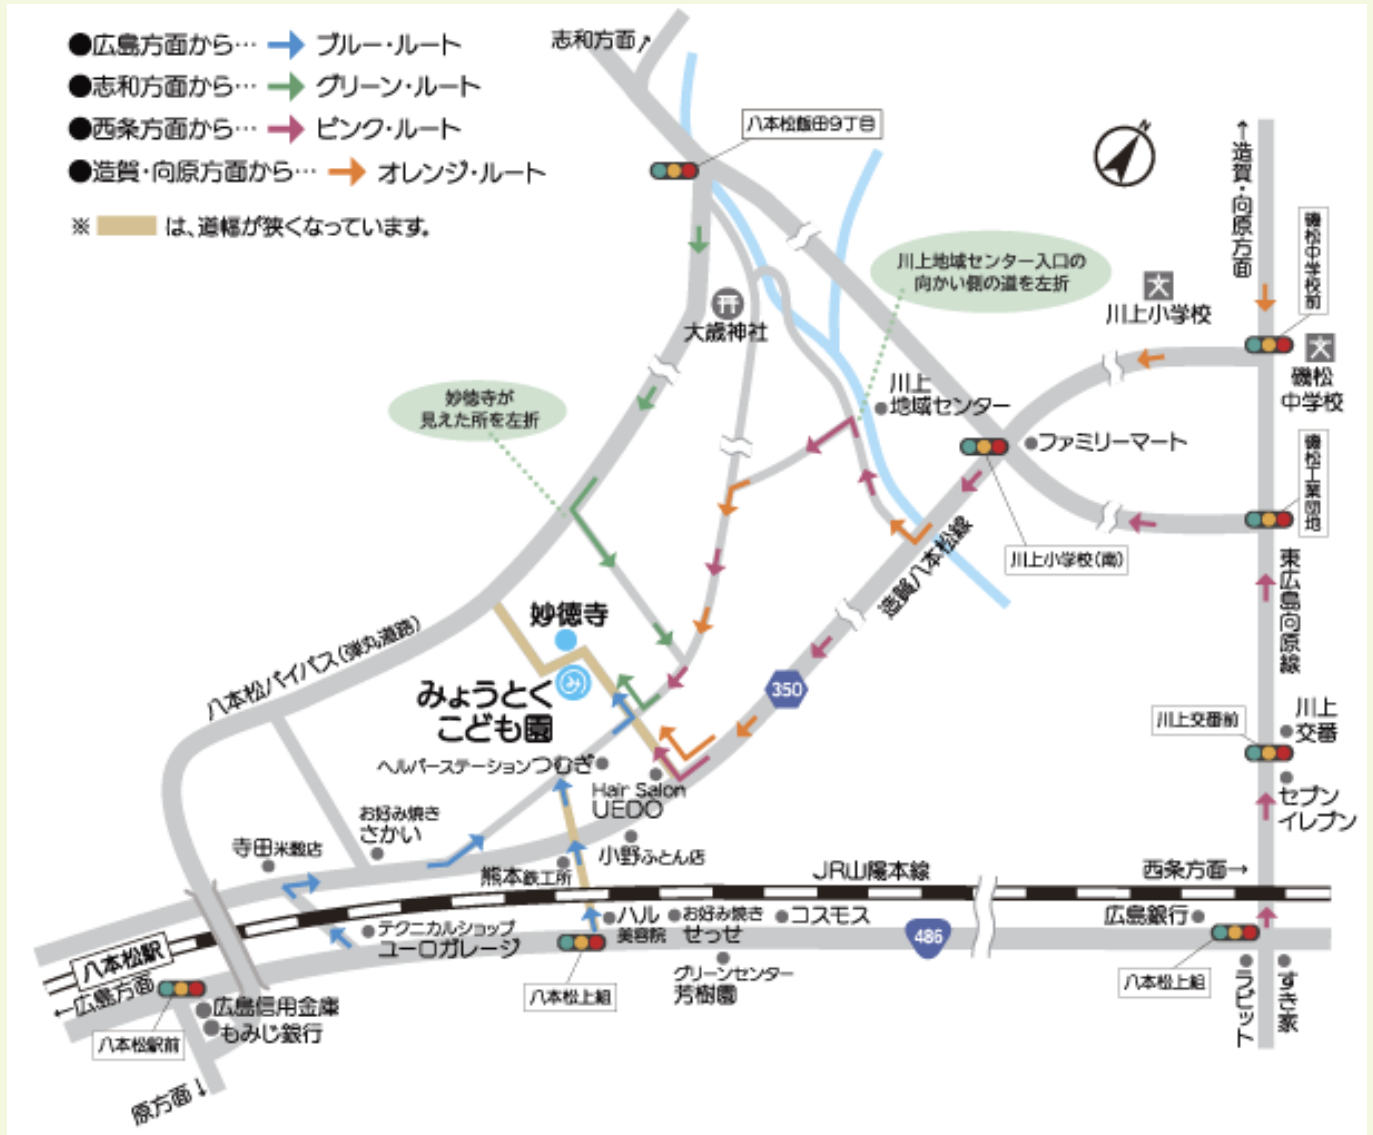 ●広島方面から… → ブルー・ルート
●志和方面から… → グリーン・ルート
●西条方面から… → ピンク・ルート
●造賀・向原方面から… → オレンジ・ルート
※ は、道幅が狭くなっています。
志和方面↗
八本松飯田9丁目
N
↑造賀・向原方面
磯松中学校前
川上地域センター入口の
向かい側の道を左折
川上小学校
大歳神社
磯松
中学校
妙徳寺が
見えた所を左折
川上
地域センター
ファミリーマート
磯松工業団地
川上小学校(南)
造賀八本松線
東広島向原線
妙徳寺
八本松バイパス(弾丸道路)
みょうとく
こども園
み
350
川上交番前
川上
交番
ヘルパーステーションつむぎ
Hair Salon
UEDO
セブン
イレブン
お好み焼き
さかい
寺田米穀店
小野ふとん店
熊本鉄工所
JR山陽本線
西条方面→
ハル
美容院
お好み焼き
せっせ
コスモス
広島銀行
テクニカルショップ
ユーロガレージ
486
八本松駅
←広島方面
グリーンセンター
芳樹園
八本松上組
八本松上組
ラビット
すき家
広島信用金庫
もみじ銀行
八本松駅前
原方面↓